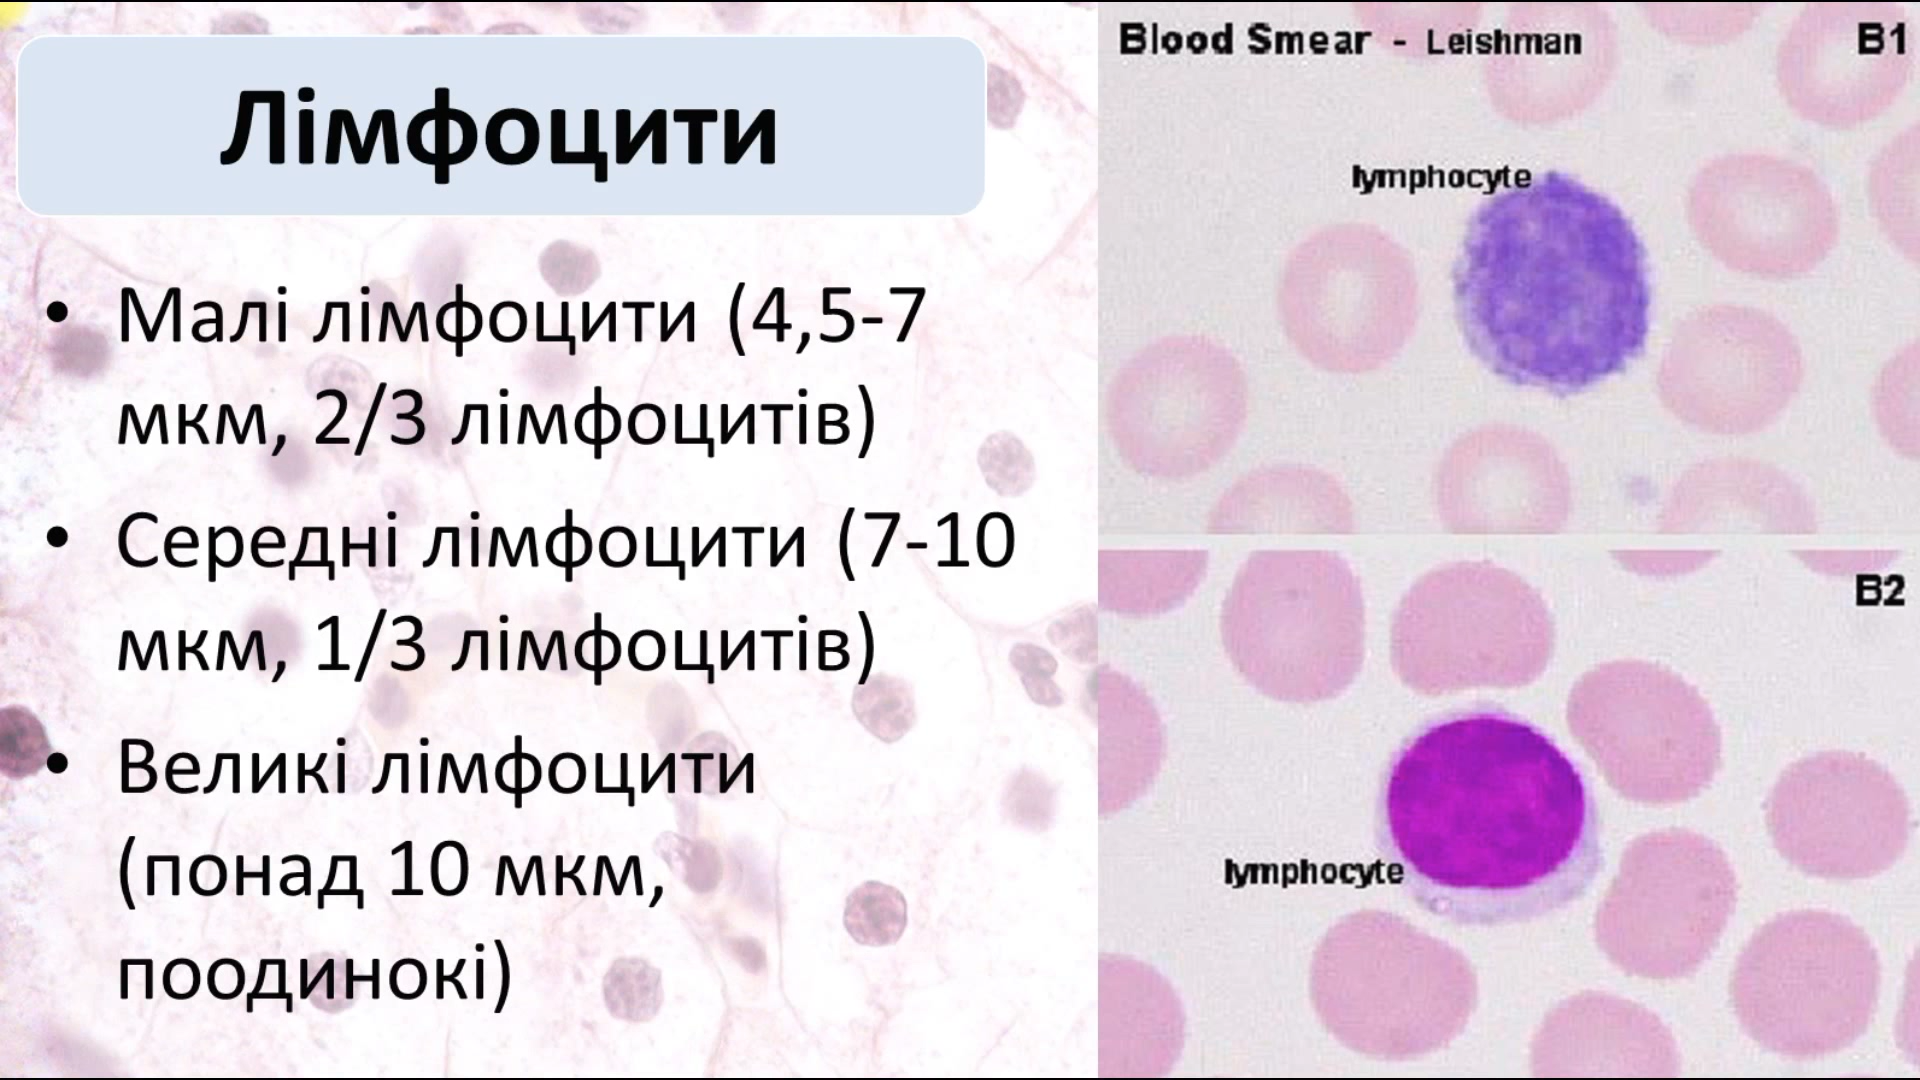 Лімфоцити
• Малі лімфоцити (4,5-7
мкм, 2/3 лімфоцитів)
• Середні лімфоцити (7-10
мкм, 1/3 лімфоцитів)
• Великі лімфоцити
(понад 10 мкм,
поодинокі)
Blood Smear - Leishman B1
lymphocyte
B2
lymphocyte